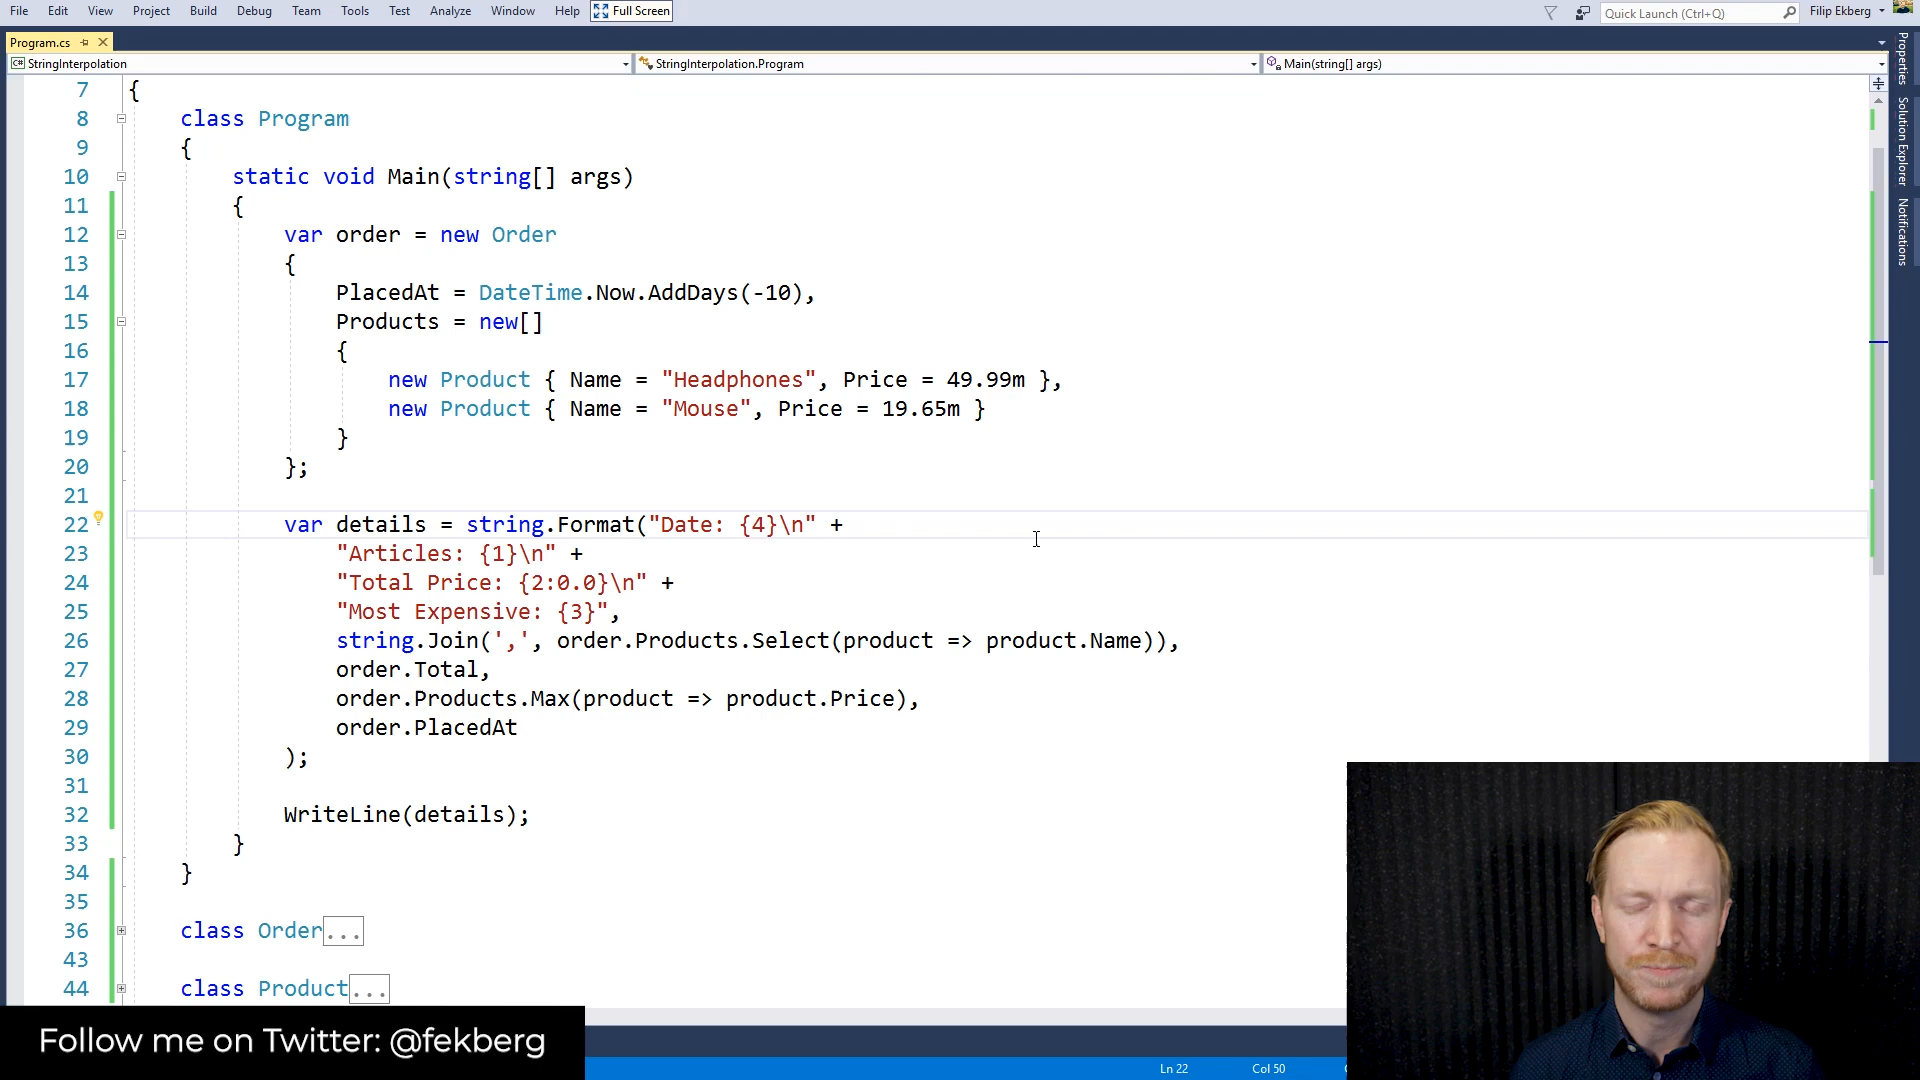 File Edit View Project Build Debug Team Tools Test Analyze Window Help Full Screen Quick Launch (Ctrl+Q) Filip Ekberg
Program.cs
StringInterpolation StringInterpolation.Program Main(string[] args)
7 {
8 class Program
9 {
10 static void Main(string[] args)
11 {
12 var order = new Order
13 {
14 PlacedAt = DateTime.Now.AddDays(-10),
15 Products = new[]
16 {
17 new Product { Name = "Headphones", Price = 49.99m },
18 new Product { Name = "Mouse", Price = 19.65m }
19 }
20 };
21
22 var details = string.Format("Date: {4}\n" +
23 "Articles: {1}\n" +
24 "Total Price: {2:0.0}\n" +
25 "Most Expensive: {3}",
26 string.Join(',', order.Products.Select(product => product.Name)),
27 order.Total,
28 order.Products.Max(product => product.Price),
29 order.PlacedAt
30 );
31
32 WriteLine(details);
33 }
34 }
35
36 class Order...
43
44 class Product...
Properties
Solution Explorer
Notifications
Follow me on Twitter: @fekberg
Ln 22 Col 50